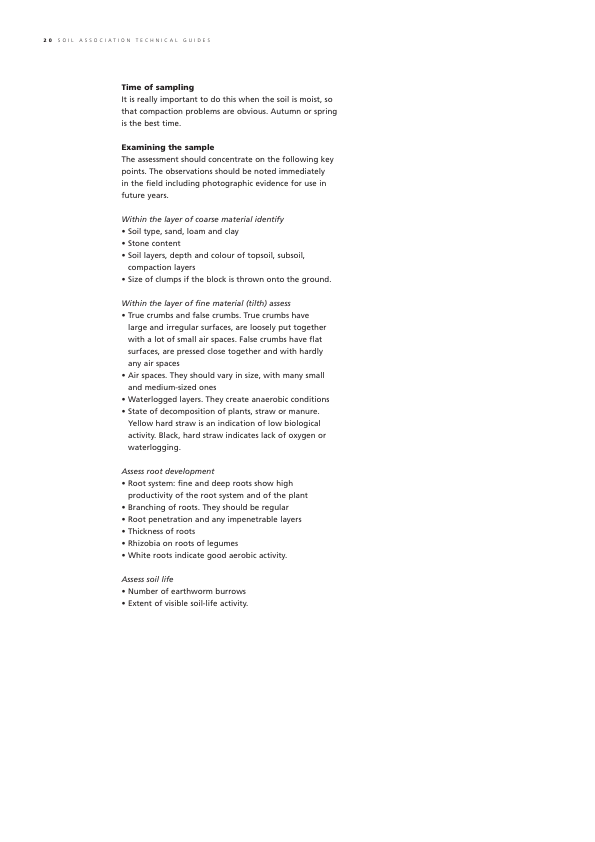 20 SOIL ASSOCIATION TECHNICAL GUIDES
Time of sampling
It is really important to do this when the soil is moist, so
that compaction problems are obvious. Autumn or spring
is the best time.
Examining the sample
The assessment should concentrate on the following key
points. The observations should be noted immediately
in the field including photographic evidence for use in
future years.
Within the layer of coarse material identify
• Soil type, sand, loam and clay
• Stone content
• Soil layers, depth and colour of topsoil, subsoil,
compaction layers
• Size of clumps if the block is thrown onto the ground.
Within the layer of fine material (tilth) assess
• True crumbs and false crumbs. True crumbs have
large and irregular surfaces, are loosely put together
with a lot of small air spaces. False crumbs have flat
surfaces, are pressed close together and with hardly
any air spaces
• Air spaces. They should vary in size, with many small
and medium-sized ones
• Waterlogged layers. They create anaerobic conditions
• State of decomposition of plants, straw or manure.
Yellow hard straw is an indication of low biological
activity. Black, hard straw indicates lack of oxygen or
waterlogging.
Assess root development
• Root system: fine and deep roots show high
productivity of the root system and of the plant
• Branching of roots. They should be regular
• Root penetration and any impenetrable layers
• Thickness of roots
• Rhizobia on roots of legumes
• White roots indicate good aerobic activity.
Assess soil life
• Number of earthworm burrows
• Extent of visible soil-life activity.